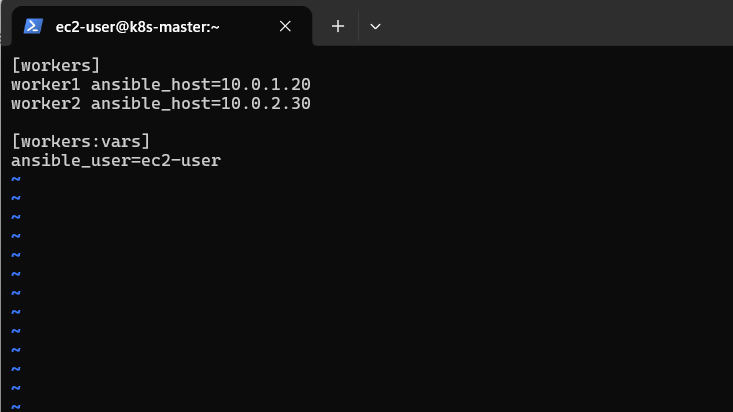 ec2-user@k8s-master:~
[workers]
worker1 ansible_host=10.0.1.20
worker2 ansible_host=10.0.2.30
[workers:vars]
ansible_user=ec2-user
~
~
~
~
~
~
~
~
~
~
~
~
~